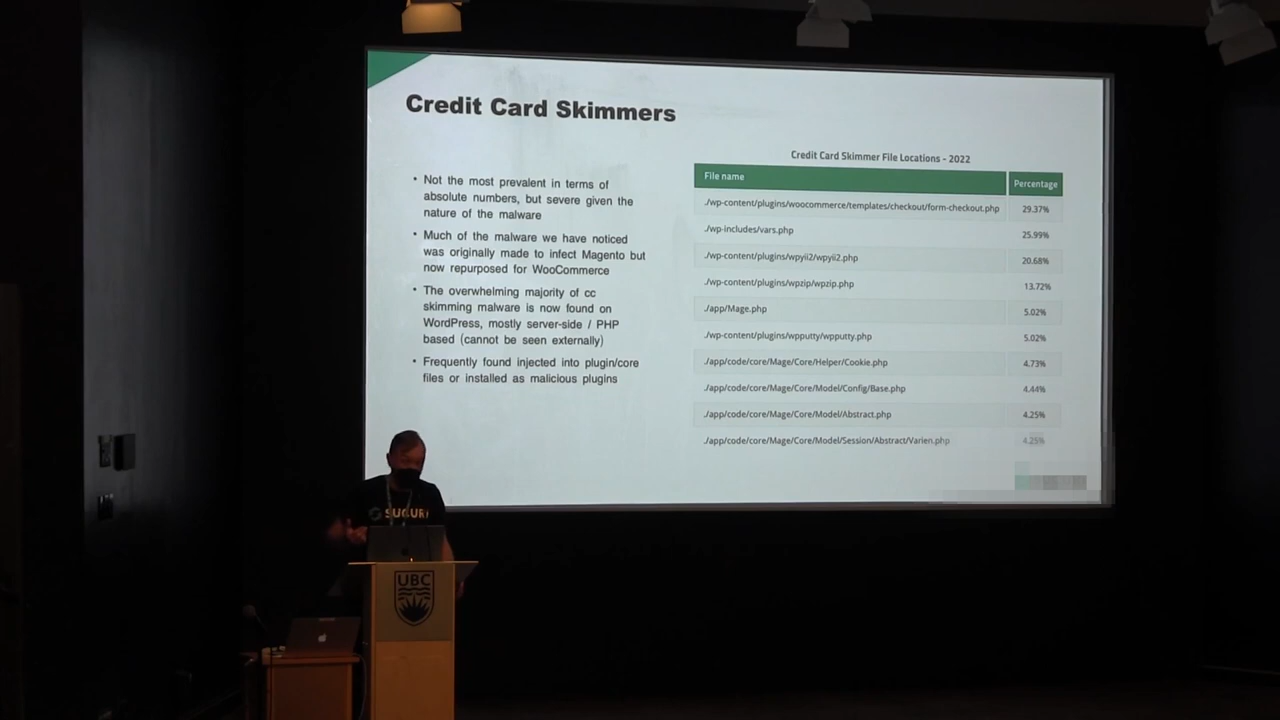 Credit Card Skimmers
• Not the most prevalent in terms of
absolute numbers, but severe given the
nature of the malware
• Much of the malware we have noticed
was originally made to infect Magento but
now repurposed for WooCommerce
• The overwhelming majority of cc
skimming malware is now found on
WordPress, mostly server-side / PHP
based (cannot be seen externally)
• Frequently found injected into plugin/core
files or installed as malicious plugins
Credit Card Skimmer File Locations - 2022
File name Percentage
./wp-content/plugins/woocommerce/templates/checkout/form-checkout.php 29.37%
./wp-includes/vars.php 25.99%
./wp-content/plugins/wpyii2/wpyii2.php 20.68%
./wp-content/plugins/wpzip/wpzip.php 13.72%
./app/Mage.php 5.02%
./wp-content/plugins/wpputty/wpputty.php 5.02%
./app/code/core/Mage/Core/Helper/Cookie.php 4.73%
./app/code/core/Mage/Core/Model/Config/Base.php 4.44%
./app/code/core/Mage/Core/Model/Abstract.php 4.25%
./app/code/core/Mage/Core/Model/Session/Abstract/Varien.php 4.25%
SUCURI
UBC